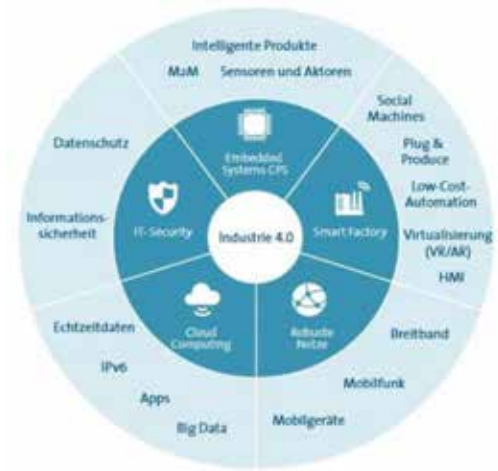 Intelligente Produkte
M2M Sensoren und Aktoren
Embedded
Systems CPS
Social
Machines
Plug &
Produce
Low-Cost-
Automation
Virtualisierung
(VR/AR)
HMI
Smart Factory
Breitband
Mobilfunk
Mobilgeräte
Robuste
Netze
Echtzeitdaten
IPv6
Apps
Big Data
Cloud
Computing
Datenschutz
Informations-
sicherheit
IT-Security
Industrie 4.0